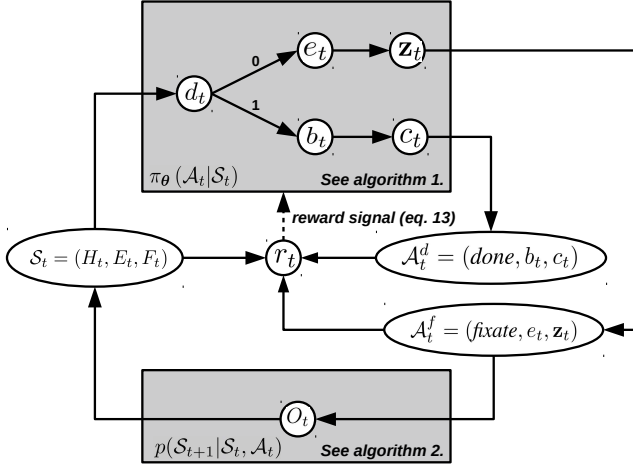 0
e_t
𝐳_t
d_t
1
b_t
c_t
π_θ (𝒜_t|𝒮_t)
See algorithm 1.
reward signal (eq. 13)
𝒮_t = (H_t, E_t, F_t)
r_t
𝒜_t^d = (done, b_t, c_t)
𝒜_t^f = (fixate, e_t, 𝐳_t)
O_t
p(𝒮_{t+1}|𝒮_t, 𝒜_t)
See algorithm 2.